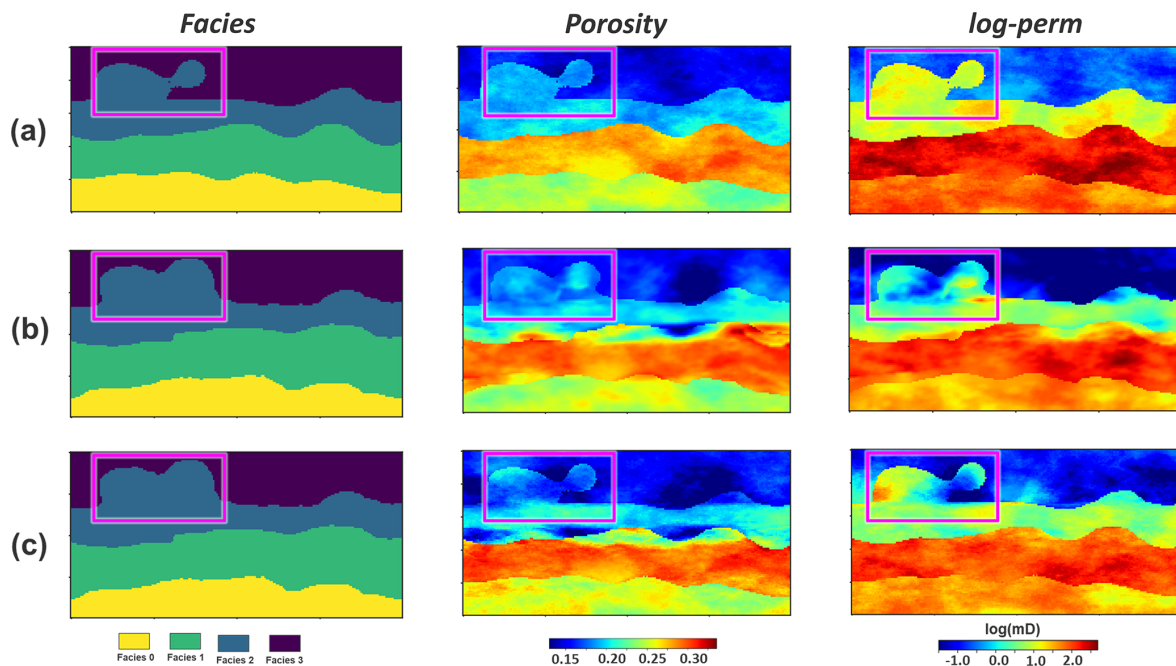 Facies Porosity log-perm
(a)
(b)
(c)
Facies 0 Facies 1 Facies 2 Facies 3
0.15 0.20 0.25 0.30
log(mD)
-1.0 0.0 1.0 2.0